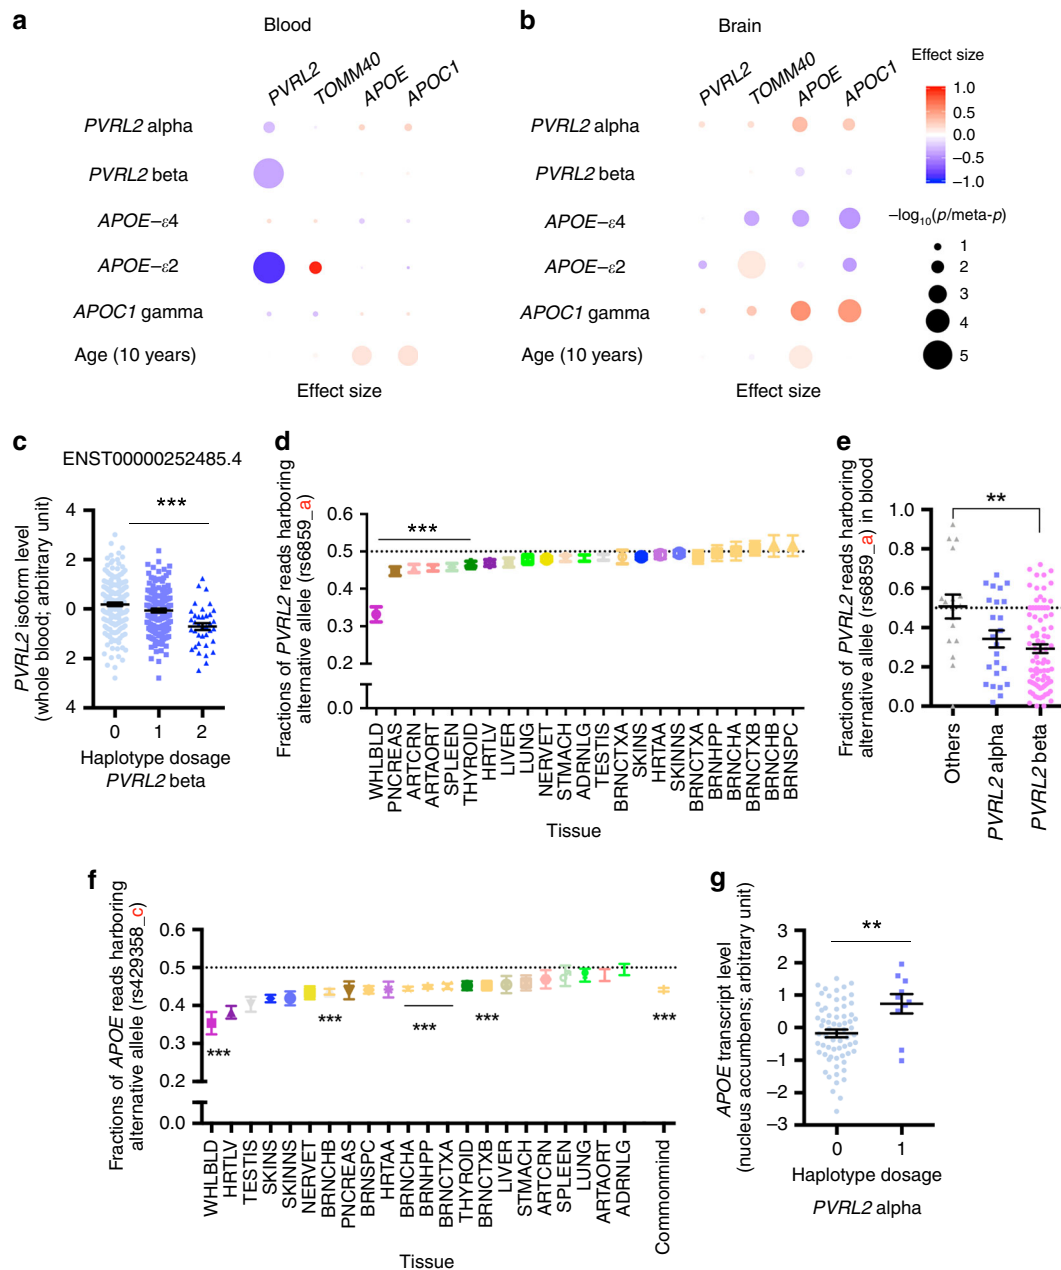 a
Blood
PVRL2 TOMM40 APOE APOC1
PVRL2 alpha
PVRL2 beta
APOE–ε4
APOE–ε2
APOC1 gamma
Age (10 years)
Effect size
b
Brain
PVRL2 TOMM40 APOE APOC1
PVRL2 alpha
PVRL2 beta
APOE–ε4
APOE–ε2
APOC1 gamma
Age (10 years)
Effect size
Effect size
1.0
0.5
0.0
−0.5
−1.0
−log10(p/meta-p)
1
2
3
4
5
c
ENST00000252485.4
***
PVRL2 isoform level
(whole blood; arbitrary unit)
4
2
0
2
4
0 1 2
Haplotype dosage
PVRL2 beta
d
Fractions of PVRL2 reads harboring
alternative allele (rs6859_a)
0.6
0.5
0.4
0.3
0.2
0.0
***
WHLBLD
PNCREAS
ARTCRN
ARTAORT
SPLEEN
THYROID
HRTLV
LIVER
LUNG
NERVET
STMACH
ADRNLG
TESTIS
BRNCTXA
SKINS
HRTAA
SKINNS
BRNCTXA
BRNHPP
BRNCHA
BRNCTXB
BRNCHB
BRNSPC
Tissue
e
Fractions of PVRL2 reads harboring
alternative allele (rs6859_a) in blood
1.0
0.8
0.6
0.4
0.2
0.0
**
Others
PVRL2 alpha
PVRL2 beta
f
Fractions of APOE reads harboring
alternative allele (rs429358_c)
0.6
0.5
0.4
0.3
0.2
0.0
***
***
***
***
***
WHLBLD
HRTLV
TESTIS
SKINS
SKINNS
NERVET
BRNCHB
PNCREAS
BRNSPC
HRTAA
BRNCHA
BRNHPP
BRNCTXA
THYROID
BRNCTXB
LIVER
STMACH
ARTCRN
SPLEEN
LUNG
ARTAORT
ADRNLG
Commonmind
Tissue
g
APOE transcript level
(nucleus accumbens; arbitrary unit)
3
2
1
0
−1
−2
−3
**
0 1
Haplotype dosage
PVRL2 alpha